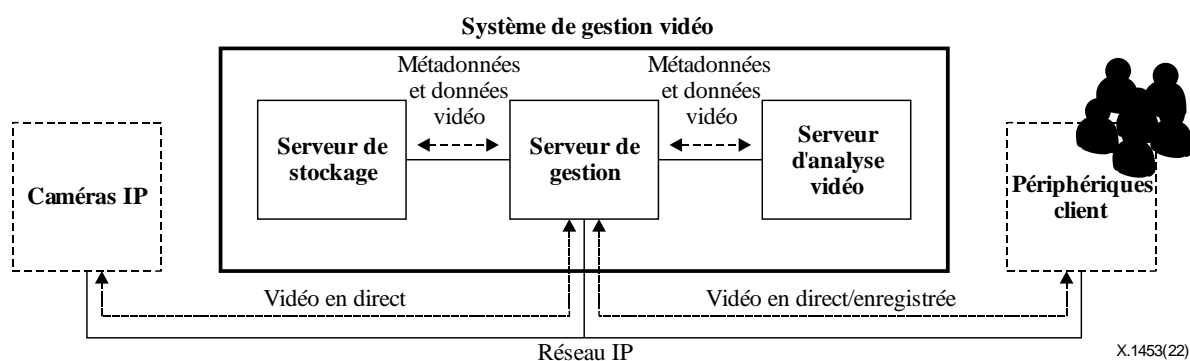 Système de gestion vidéo
Métadonnées
et données
vidéo
Métadonnées
et données
vidéo
Caméras IP
Serveur de
stockage
Serveur de
gestion
Serveur
d'analyse
vidéo
Périphériques
client
Vidéo en direct
Vidéo en direct/enregistrée
Réseau IP
X.1453(22)